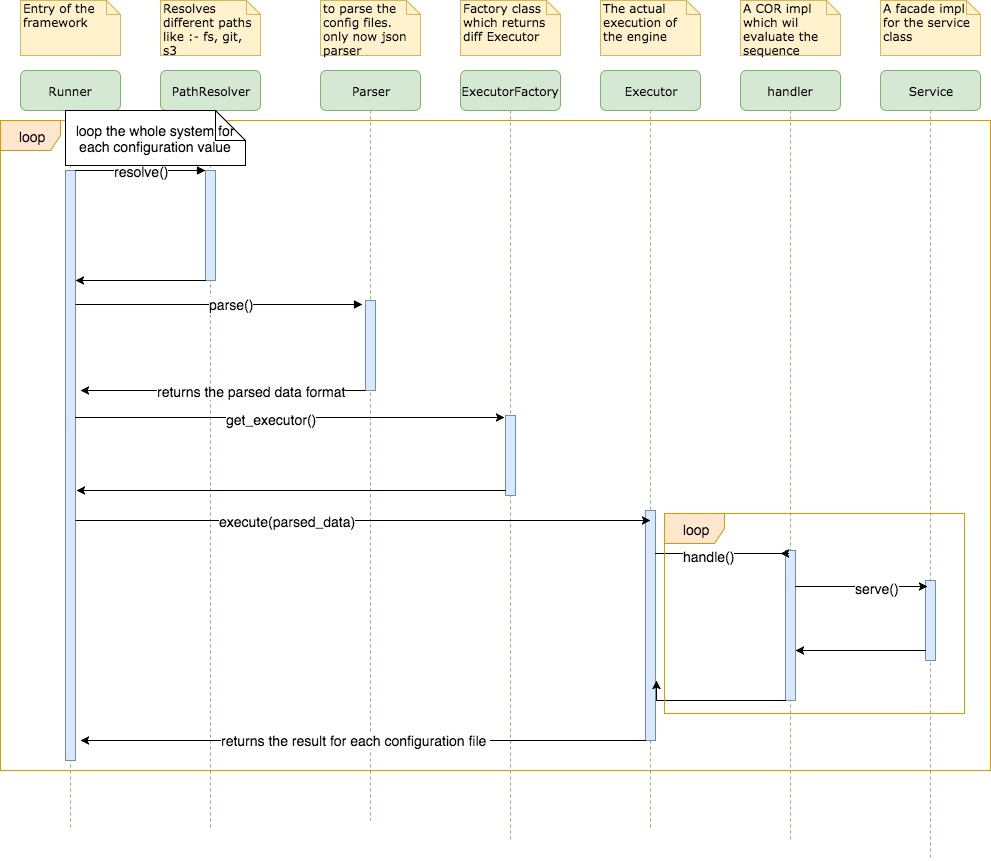 Entry of the
framework
Resolves
different paths
like :- fs, git,
s3
to parse the
config files.
only now json
parser
Factory class
which returns
diff Executor
The actual
execution of
the engine
A COR impl
which wil
evaluate the
sequence
A facade impl
for the service
class
Runner
PathResolver
Parser
ExecutorFactory
Executor
handler
Service
loop
loop the whole system for
each configuration value
resolve()
parse()
returns the parsed data format
get_executor()
execute(parsed_data)
loop
handle()
serve()
returns the result for each configuration file